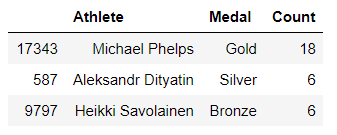 Athlete Medal Count
17343 Michael Phelps Gold 18
587 Aleksandr Dityatin Silver 6
9797 Heikki Savolainen Bronze 6